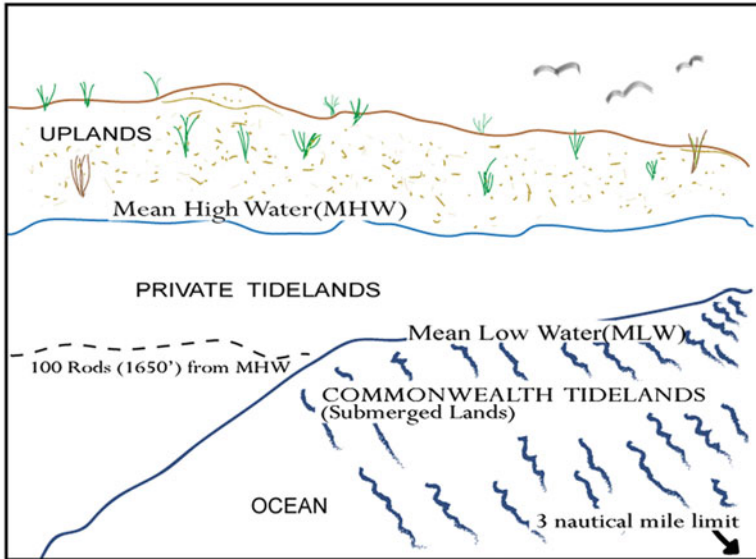 UPLANDS
Mean High Water(MHW)
PRIVATE TIDELANDS
Mean Low Water(MLW)
100 Rods (1650') from MHW
COMMONWEALTH TIDELANDS
(Submerged Lands)
OCEAN
3 nautical mile limit